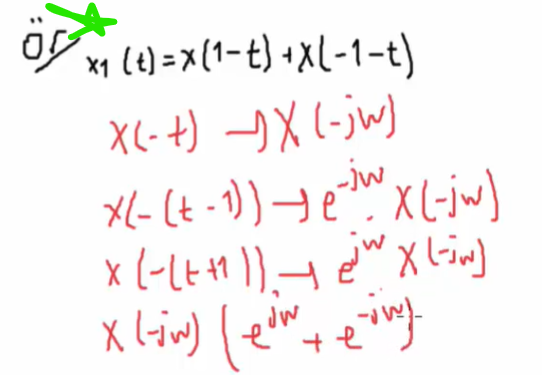 ör/ x1(t)=x(1-t)+x(-1-t)
x(-t) → X(-jw)
x(-(t-1)) → e^{-jw} X(-jw)
x(-(t+1)) → e^{jw} X(-jw)
X(-jw) (e^{jw} + e^{-jw})